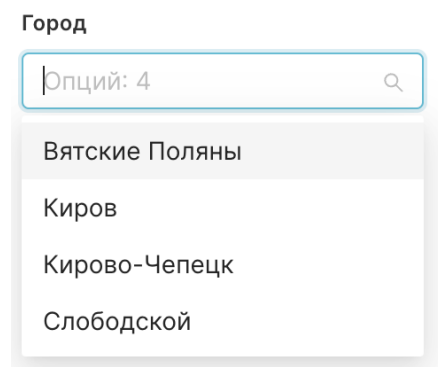 Город
Опций: 4
Вятские Поляны
Киров
Кирово-Чепецк
Слободской